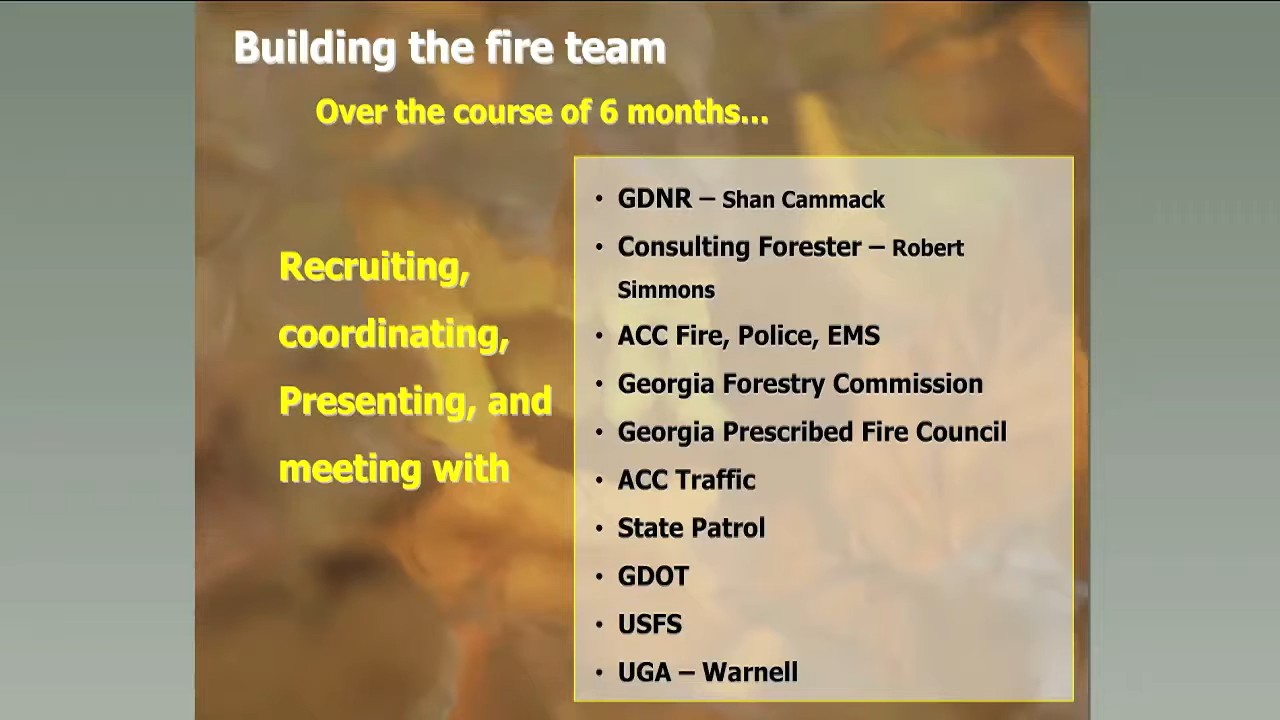 Building the fire team
Over the course of 6 months...
Recruiting,
coordinating,
Presenting, and
meeting with
• GDNR – Shan Cammack
• Consulting Forester – Robert
Simmons
• ACC Fire, Police, EMS
• Georgia Forestry Commission
• Georgia Prescribed Fire Council
• ACC Traffic
• State Patrol
• GDOT
• USFS
• UGA – Warnell